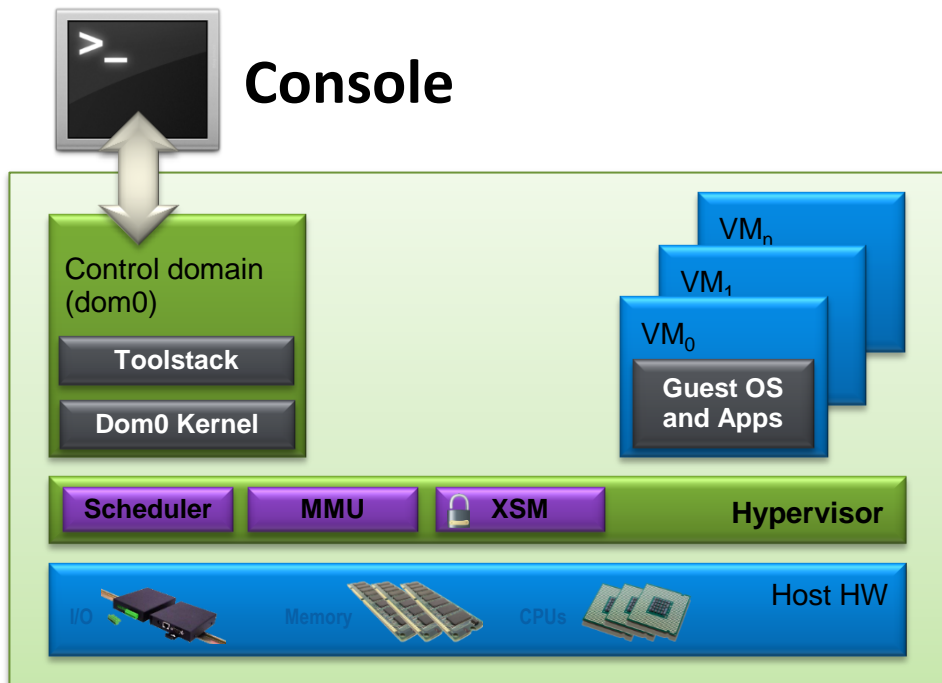 >_
Console
Control domain
(dom0)
Toolstack
Dom0 Kernel
VMₙ
VM₁
VM₀
Guest OS
and Apps
Scheduler
MMU
XSM
Hypervisor
I/O
Memory
CPUs
Host HW